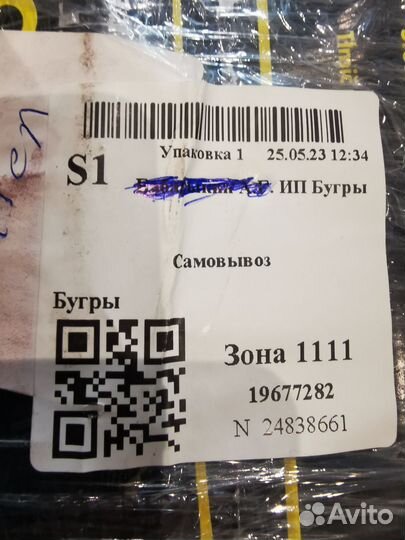 Упаковка 1 25.05.23 12:34
S1
ИП Бугры
Самовывоз
Бугры
Зона 1111
19677282
N 24838661
Avito